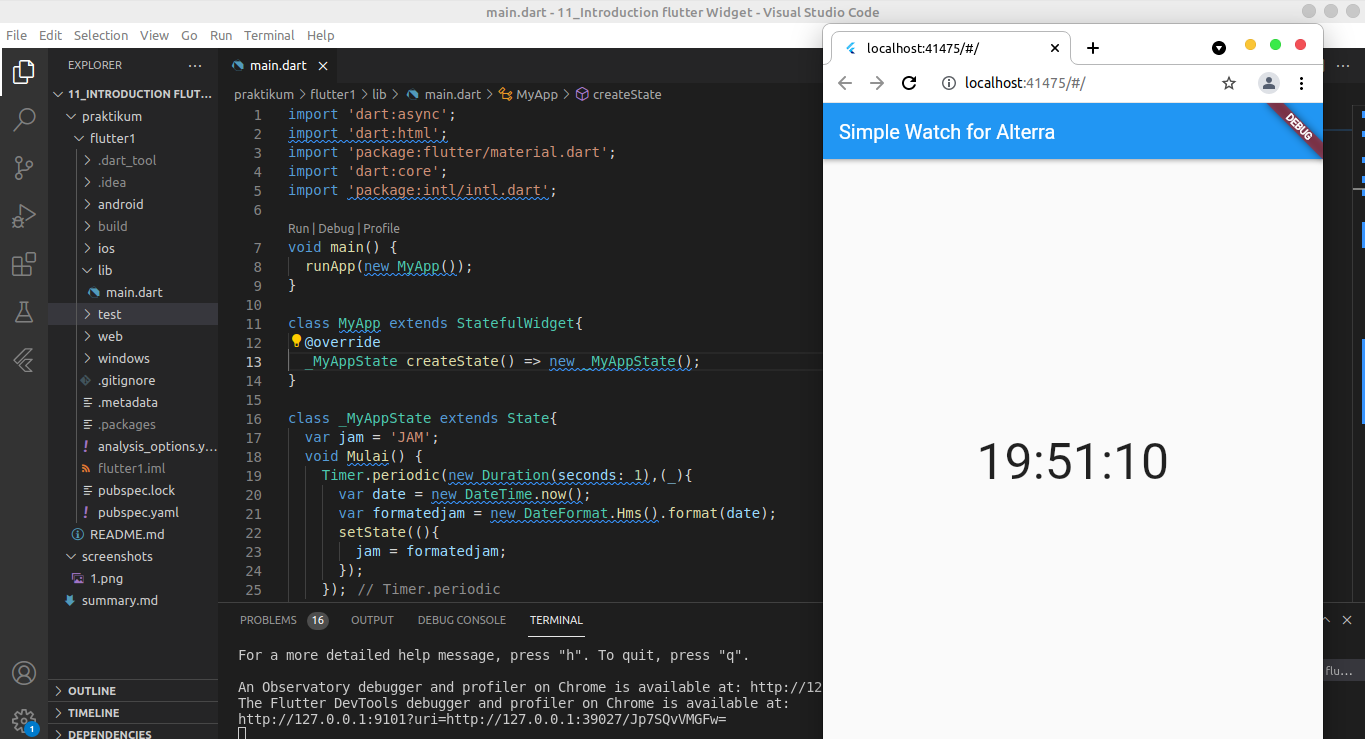 main.dart - 11_Introduction flutter Widget - Visual Studio Code
File Edit Selection View Go Run Terminal Help
EXPLORER
11_INTRODUCTION FLUT...
praktikum
flutter1
.dart_tool
.idea
android
build
ios
lib
main.dart
test
web
windows
.gitignore
.metadata
.packages
analysis_options.y...
flutter1.iml
pubspec.lock
pubspec.yaml
README.md
screenshots
1.png
summary.md
OUTLINE
TIMELINE
DEPENDENCIES
1
main.dart
praktikum > flutter1 > lib > main.dart > MyApp > createState
1 import 'dart:async';
2 import 'dart:html';
3 import 'package:flutter/material.dart';
4 import 'dart:core';
5 import 'package:intl/intl.dart';
6
Run | Debug | Profile
7 void main() {
8 runApp(new MyApp());
9 }
10
11 class MyApp extends StatefulWidget{
12 @override
13 _MyAppState createState() => new _MyAppState();
14 }
15
16 class _MyAppState extends State{
17 var jam = 'JAM';
18 void Mulai() {
19 Timer.periodic(new Duration(seconds: 1),(_){
20 var date = new DateTime.now();
21 var formatedjam = new DateFormat.Hms().format(date);
22 setState((){
23 jam = formatedjam;
24 });
25 }); // Timer.periodic
PROBLEMS 16 OUTPUT DEBUG CONSOLE TERMINAL
For a more detailed help message, press "h". To quit, press "q".
An Observatory debugger and profiler on Chrome is available at: http://12
The Flutter DevTools debugger and profiler on Chrome is available at:
http://127.0.0.1:9101?uri=http://127.0.0.1:39027/Jp7SQvVMGFw=
flu...
localhost:41475/#/
localhost:41475/#/
Simple Watch for Alterra
DEBUG
19:51:10